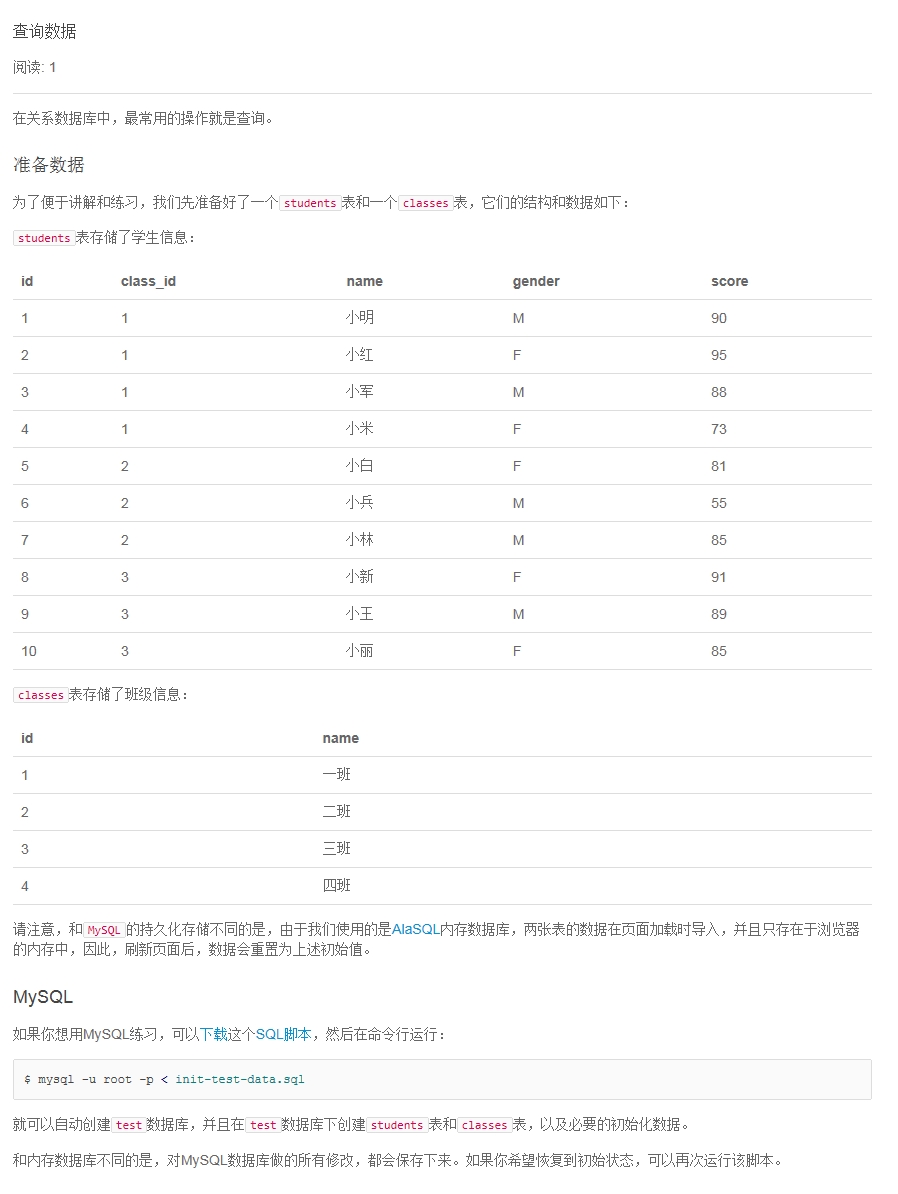 查询数据
阅读: 1
在关系数据库中，最常用的操作就是查询。
准备数据
为了便于讲解和练习，我们先准备好了一个students表和一个classes表，它们的结构和数据如下：
students表存储了学生信息：
id class_id name gender score
1 1 小明 M 90
2 1 小红 F 95
3 1 小军 M 88
4 1 小米 F 73
5 2 小白 F 81
6 2 小兵 M 55
7 2 小林 M 85
8 3 小新 F 91
9 3 小王 M 89
10 3 小丽 F 85
classes表存储了班级信息：
id name
1 一班
2 二班
3 三班
4 四班
请注意，和MySQL的持久化存储不同的是，由于我们使用的是AlaSQL内存数据库，两张表的数据在页面加载时导入，并且只存在于浏览器
的内存中，因此，刷新页面后，数据会重置为上述初始值。
MySQL
如果你想用MySQL练习，可以下载这个SQL脚本，然后在命令行运行：
$ mysql -u root -p < init-test-data.sql
就可以自动创建test数据库，并且在test数据库下创建students表和classes表，以及必要的初始化数据。
和内存数据库不同的是，对MySQL数据库做的所有修改，都会保存下来。如果你希望恢复到初始状态，可以再次运行该脚本。